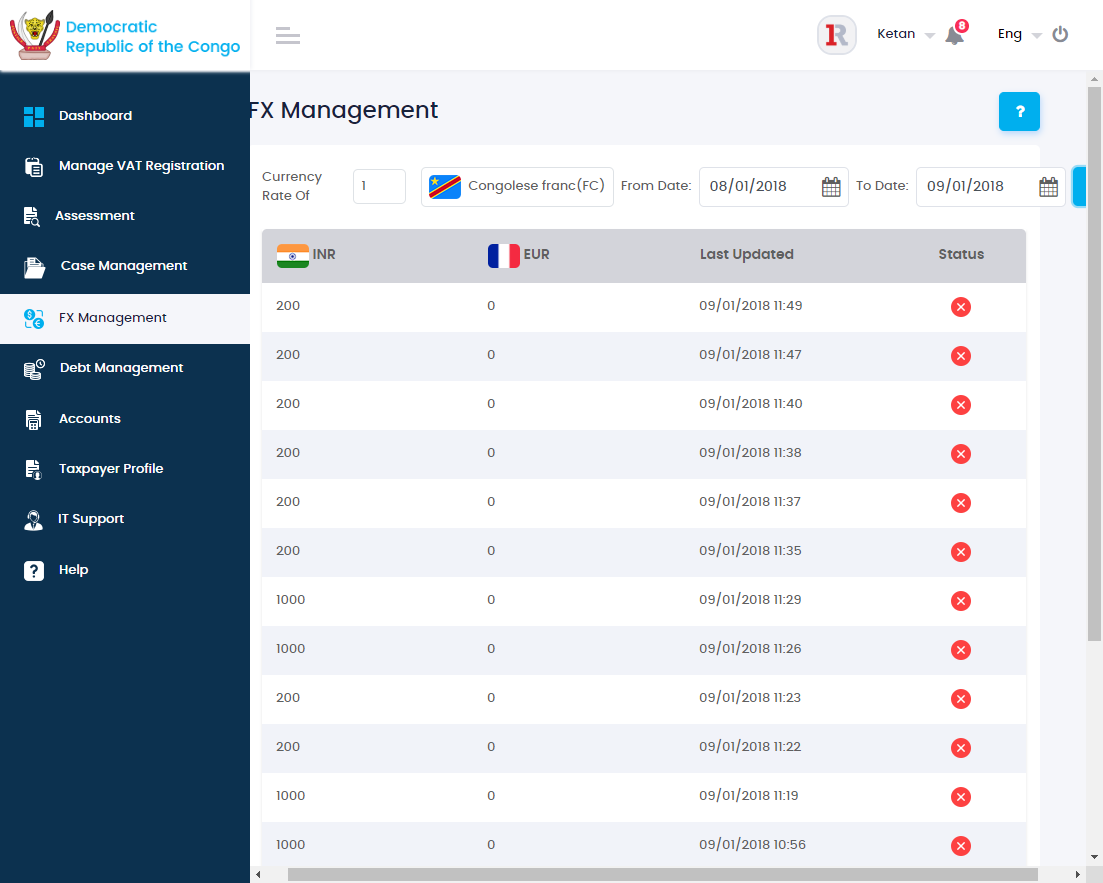 Democratic
Republic of the Congo
8
Ketan
Eng
Dashboard
Manage VAT Registration
Assessment
Case Management
FX Management
Debt Management
Accounts
Taxpayer Profile
IT Support
Help
FX Management
?
Currency
Rate Of
1
Congolese franc(FC)
From Date:
08/01/2018
To Date:
09/01/2018
INR EUR Last Updated Status
200 0 09/01/2018 11:49
200 0 09/01/2018 11:47
200 0 09/01/2018 11:40
200 0 09/01/2018 11:38
200 0 09/01/2018 11:37
200 0 09/01/2018 11:35
1000 0 09/01/2018 11:29
1000 0 09/01/2018 11:26
200 0 09/01/2018 11:23
200 0 09/01/2018 11:22
1000 0 09/01/2018 11:19
1000 0 09/01/2018 10:56